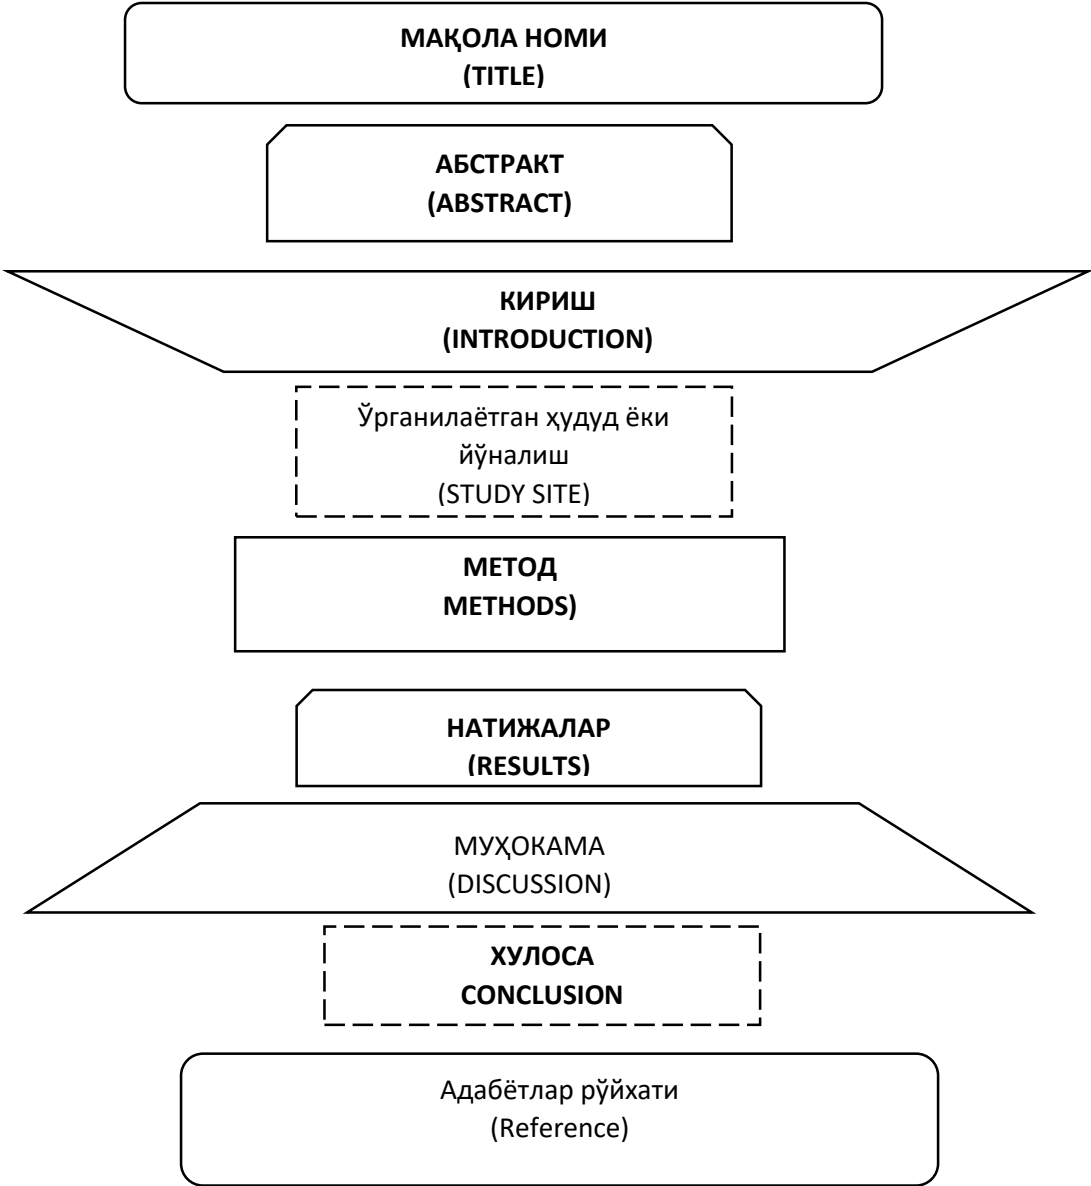 МАҚОЛА НОМИ
(TITLE)
АБСТРАКТ
(ABSTRACT)
КИРИШ
(INTRODUCTION)
Ўрганилаётган ҳудуд ёки
йўналиш
(STUDY SITE)
МЕТОД
METHODS)
НАТИЖАЛАР
(RESULTS)
МУҲОКАМА
(DISCUSSION)
ХУЛОСА
CONCLUSION
Адабётлар рўйхати
(Reference)